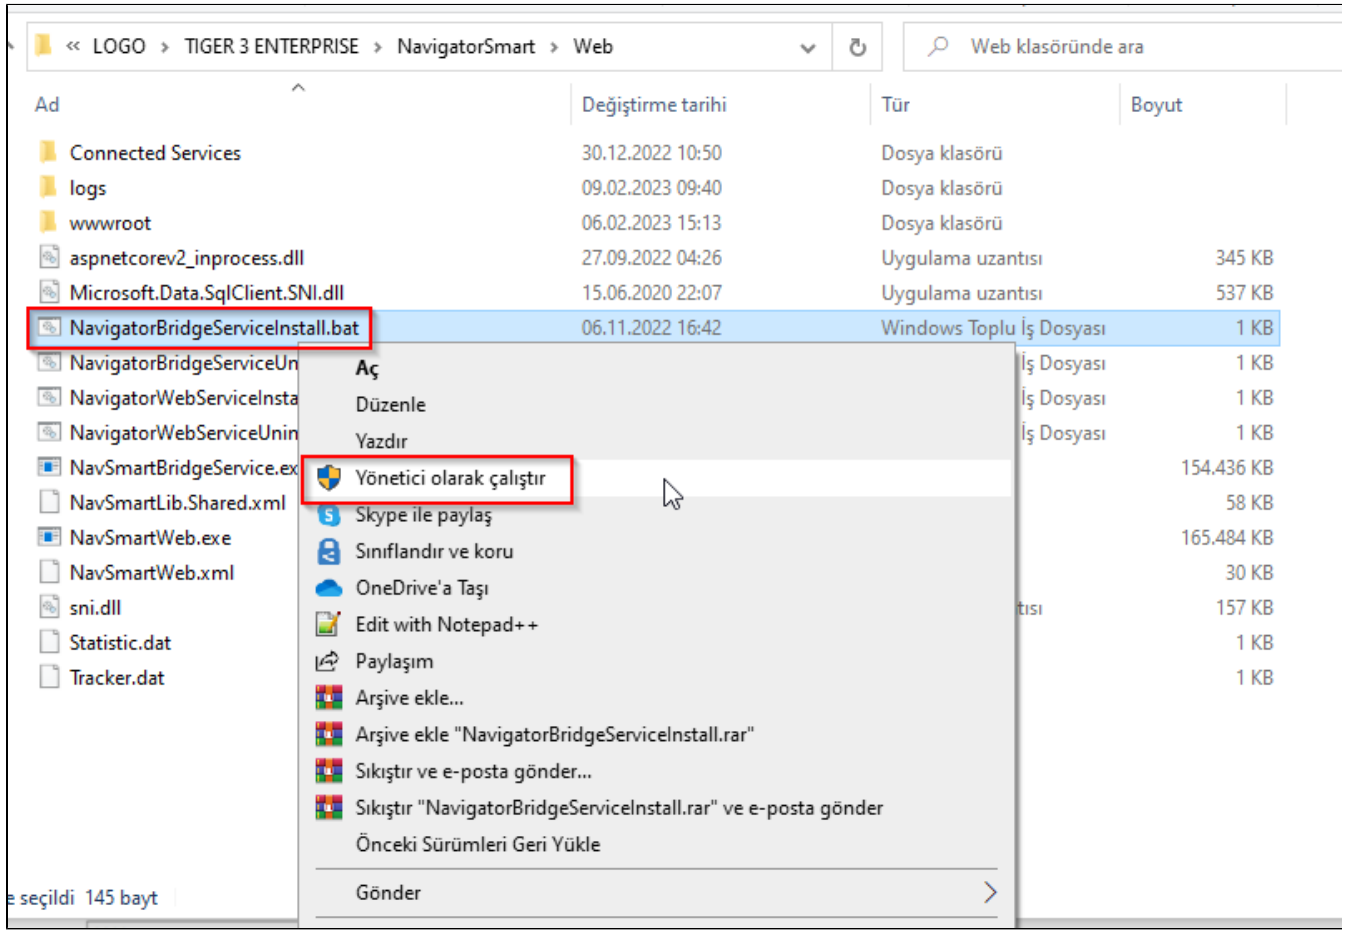 « LOGO > TIGER 3 ENTERPRISE > NavigatorSmart > Web
Web klasöründe ara
Ad Değiştirme tarihi Tür Boyut
Connected Services 30.12.2022 10:50 Dosya klasörü
logs 09.02.2023 09:40 Dosya klasörü
wwwroot 06.02.2023 15:13 Dosya klasörü
aspnetcorev2_inprocess.dll 27.09.2022 04:26 Uygulama uzantısı 345 KB
Microsoft.Data.SqlClient.SNI.dll 15.06.2020 22:07 Uygulama uzantısı 537 KB
NavigatorBridgeServiceInstall.bat 06.11.2022 16:42 Windows Toplu İş Dosyası 1 KB
NavigatorBridgeServiceUn İş Dosyası 1 KB
NavigatorWebServiceInsta İş Dosyası 1 KB
NavigatorWebServiceUnin İş Dosyası 1 KB
NavSmartBridgeService.ex 154.436 KB
NavSmartLib.Shared.xml 58 KB
NavSmartWeb.exe 165.484 KB
NavSmartWeb.xml 30 KB
sni.dll tısı 157 KB
Statistic.dat 1 KB
Tracker.dat 1 KB
Aç
Düzenle
Yazdır
Yönetici olarak çalıştır
Skype ile paylaş
Sınıflandır ve koru
OneDrive'a Taşı
Edit with Notepad++
Paylaşım
Arşive ekle...
Arşive ekle "NavigatorBridgeServiceInstall.rar"
Sıkıştır ve e-posta gönder...
Sıkıştır "NavigatorBridgeServiceInstall.rar" ve e-posta gönder
Önceki Sürümleri Geri Yükle
Gönder
e seçildi 145 bayt